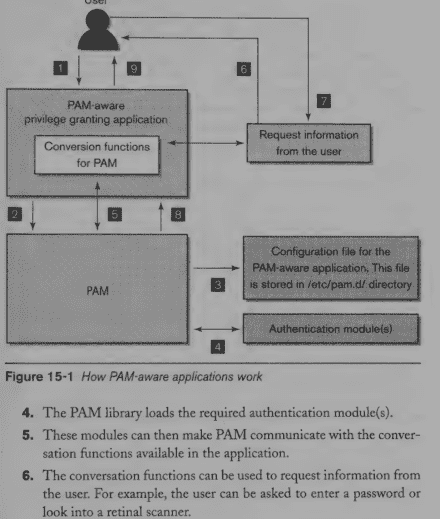 User
1
9
6
7
PAM-aware
privilege granting application
Conversion functions
for PAM
Request information
from the user
2
5
8
PAM
3
Configuration file for the
PAM-aware application. This file
is stored in /etc/pam.d/ directory
4
Authentication module(s)
Figure 15-1 How PAM-aware applications work
4. The PAM library loads the required authentication module(s).
5. These modules can then make PAM communicate with the conver-
sation functions available in the application.
6. The conversation functions can be used to request information from
the user. For example, the user can be asked to enter a password or
look into a retinal scanner.